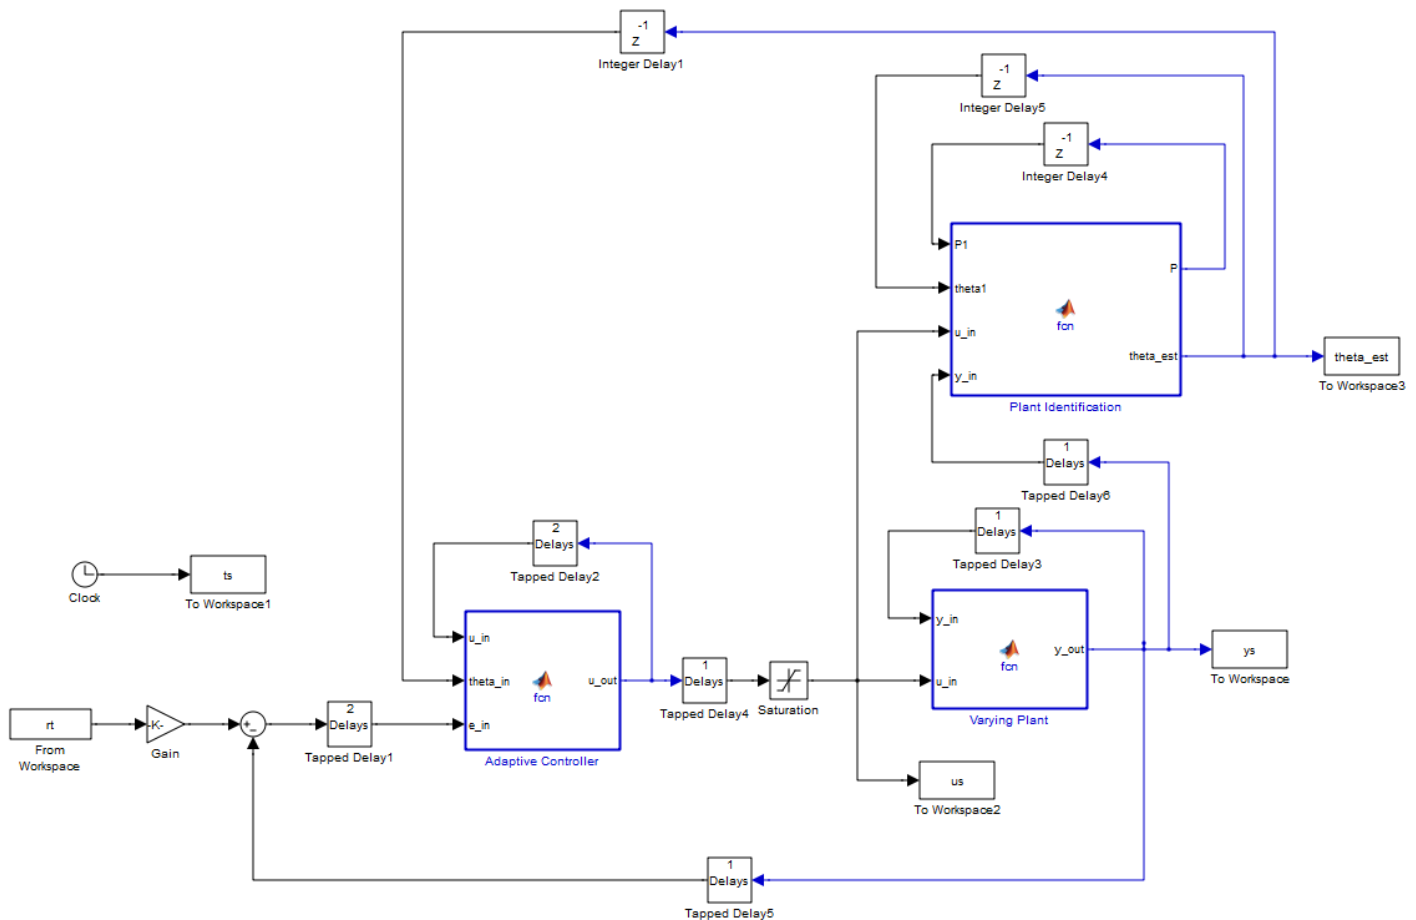 -1
Z
Integer Delay1
-1
Z
Integer Delay5
-1
Z
Integer Delay4
P1
theta1
u_in
y_in
fcn
P
theta_est
Plant Identification
theta_est
To Workspace3
1
Delays
Tapped Delay6
1
Delays
Tapped Delay3
y_in
u_in
fcn
y_out
Varying Plant
ys
To Workspace
2
Delays
Tapped Delay2
Clock
ts
To Workspace1
u_in
theta_in
e_in
fcn
u_out
Adaptive Controller
1
Delays
Tapped Delay4
Saturation
rt
From
Workspace
-K-
Gain
+
-
2
Delays
Tapped Delay1
us
To Workspace2
1
Delays
Tapped Delay5